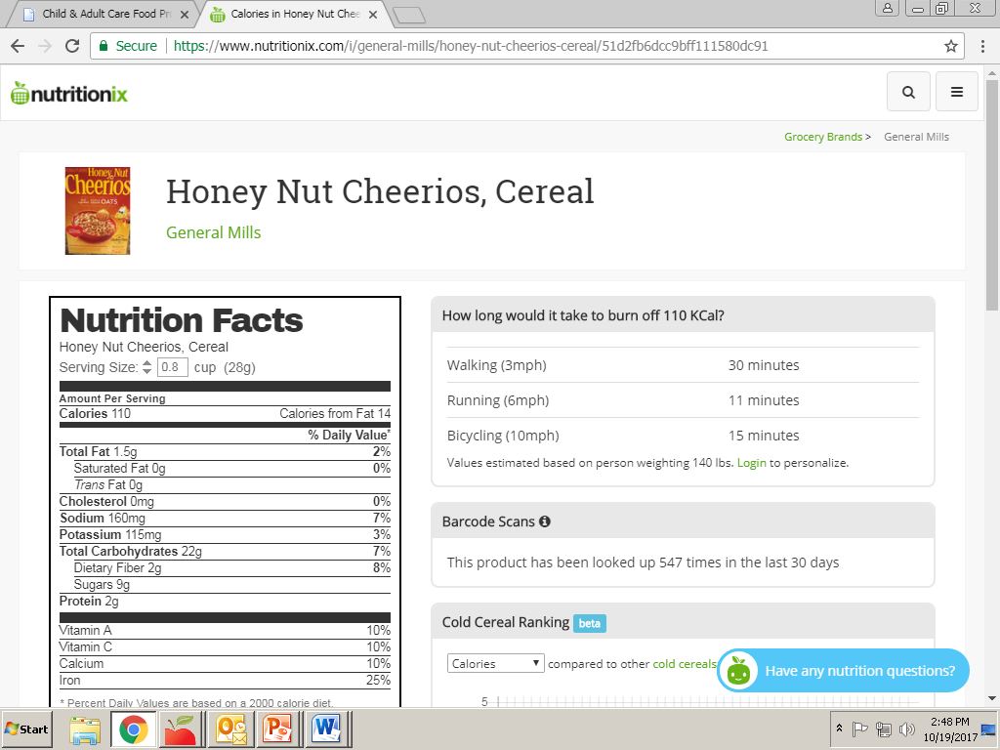 Child & Adult Care Food Pr
Calories in Honey Nut Chee
Secure
https://www.nutritionix.com/i/general-mills/honey-nut-cheerios-cereal/51d2fb6dcc9bff111580dc91
nutritionix
Grocery Brands > General Mills
Honey Nut
Cheerios
OATS
Honey Nut Cheerios, Cereal
General Mills
Nutrition Facts
Honey Nut Cheerios, Cereal
Serving Size: 0.8 cup (28g)
Amount Per Serving
Calories 110 Calories from Fat 14
% Daily Value*
Total Fat 1.5g 2%
Saturated Fat 0g 0%
Trans Fat 0g
Cholesterol 0mg 0%
Sodium 160mg 7%
Potassium 115mg 3%
Total Carbohydrates 22g 7%
Dietary Fiber 2g 8%
Sugars 9g
Protein 2g
Vitamin A 10%
Vitamin C 10%
Calcium 10%
Iron 25%
* Percent Daily Values are based on a 2000 calorie diet.
How long would it take to burn off 110 KCal?
Walking (3mph) 30 minutes
Running (6mph) 11 minutes
Bicycling (10mph) 15 minutes
Values estimated based on person weighting 140 lbs. Login to personalize.
Barcode Scans
This product has been looked up 547 times in the last 30 days
Cold Cereal Ranking beta
Calories compared to other cold cereals
5
Have any nutrition questions?
Start
2:48 PM
10/19/2017